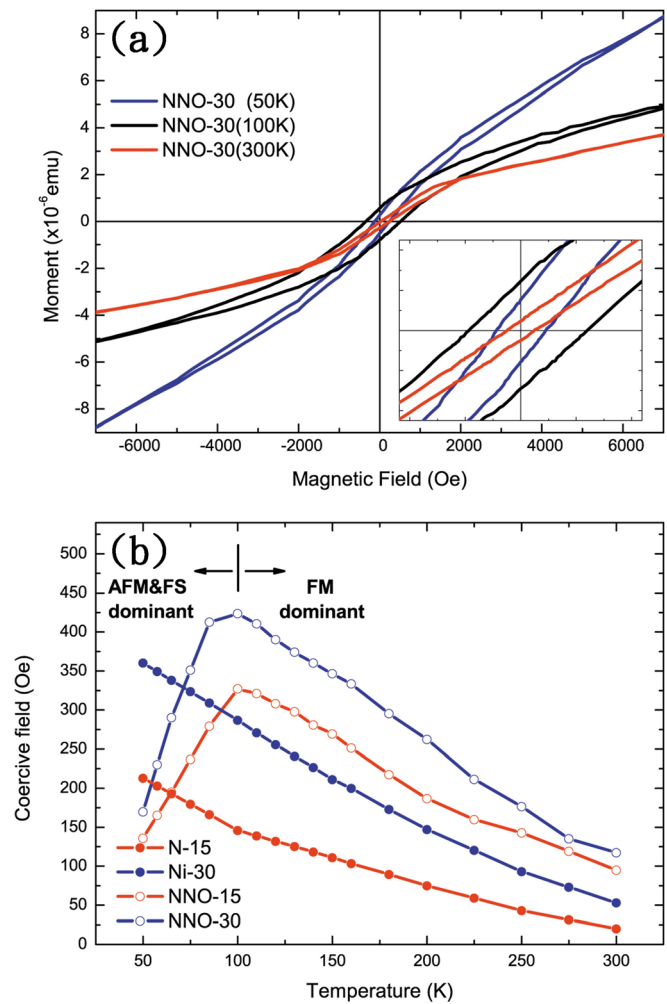 (a)
8
6
4
2
0
-2
-4
-6
-8
Moment (x10⁻⁶emu)
NNO-30 (50K)
NNO-30(100K)
NNO-30(300K)
-6000 -4000 -2000 0 2000 4000 6000
Magnetic Field (Oe)
(b)
500
450
400
350
300
250
200
150
100
50
0
Coercive field (Oe)
AFM&FS
dominant
FM
dominant
N-15
Ni-30
NNO-15
NNO-30
50 100 150 200 250 300
Temperature (K)